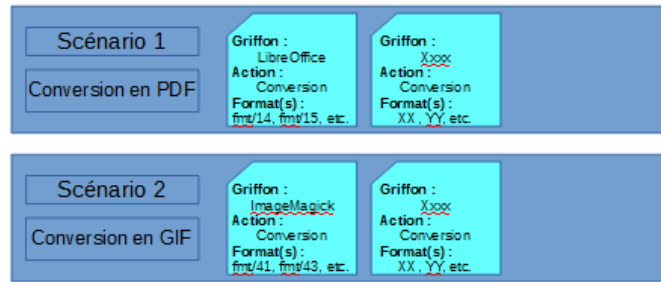 Scénario 1
Conversion en PDF
Griffon :
LibreOffice
Action :
Conversion
Format(s) :
fmt/14, fmt/15, etc.
Griffon :
Xxxx
Action :
Conversion
Format(s) :
XX , YY, etc.
Scénario 2
Conversion en GIF
Griffon :
ImageMagick
Action :
Conversion
Format(s) :
fmt/41, fmt/43, etc.
Griffon :
Xxxx
Action :
Conversion
Format(s) :
XX , YY, etc.